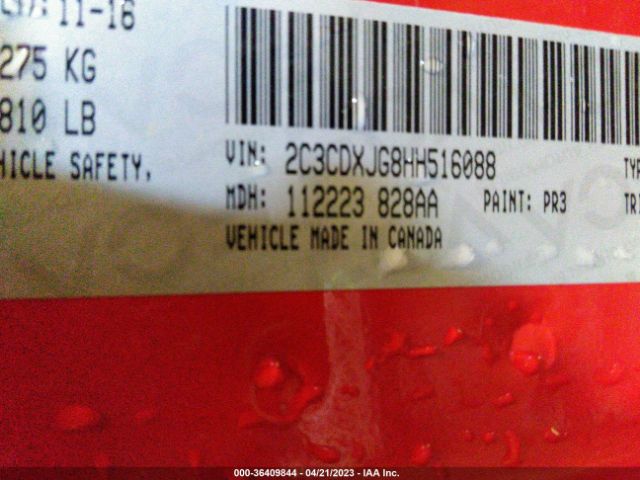 11-16
275 KG
810 LB
HICLE SAFETY,
VIN: 2C3CDXJG8HH516088
MDH: 112223 828AA PAINT: PR3
VEHICLE MADE IN CANADA
000-36409844 - 04/21/2023 - IAA Inc.